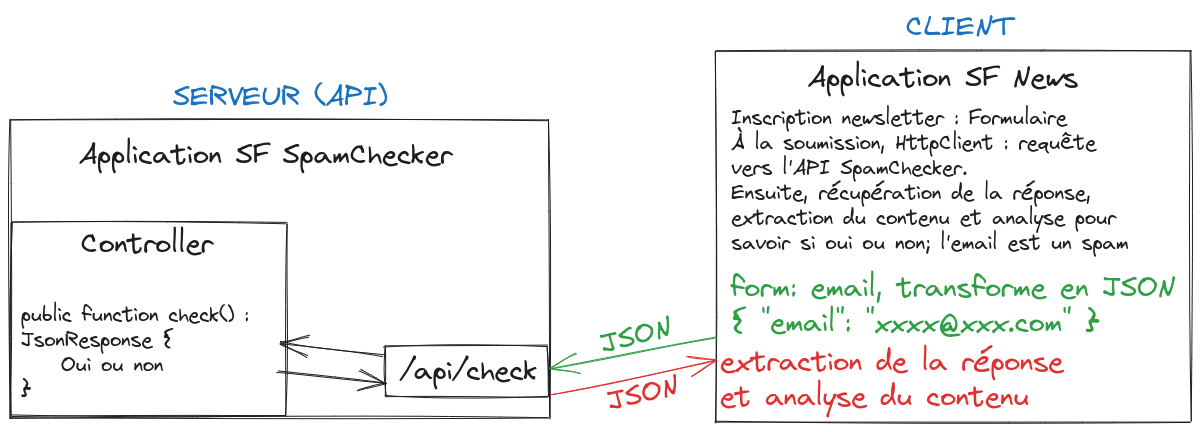 SERVEUR (API)
Application SF SpamChecker
Controller
public function check() :
JsonResponse {
Oui ou non
}
/api/check
JSON
JSON
CLIENT
Application SF News
Inscription newsletter : Formulaire
À la soumission, HttpClient : requête
vers l'API SpamChecker.
Ensuite, récupération de la réponse,
extraction du contenu et analyse pour
savoir si oui ou non; l'email est un spam
form: email, transforme en JSON
{ "email": "xxxx@xxx.com" }
extraction de la réponse
et analyse du contenu